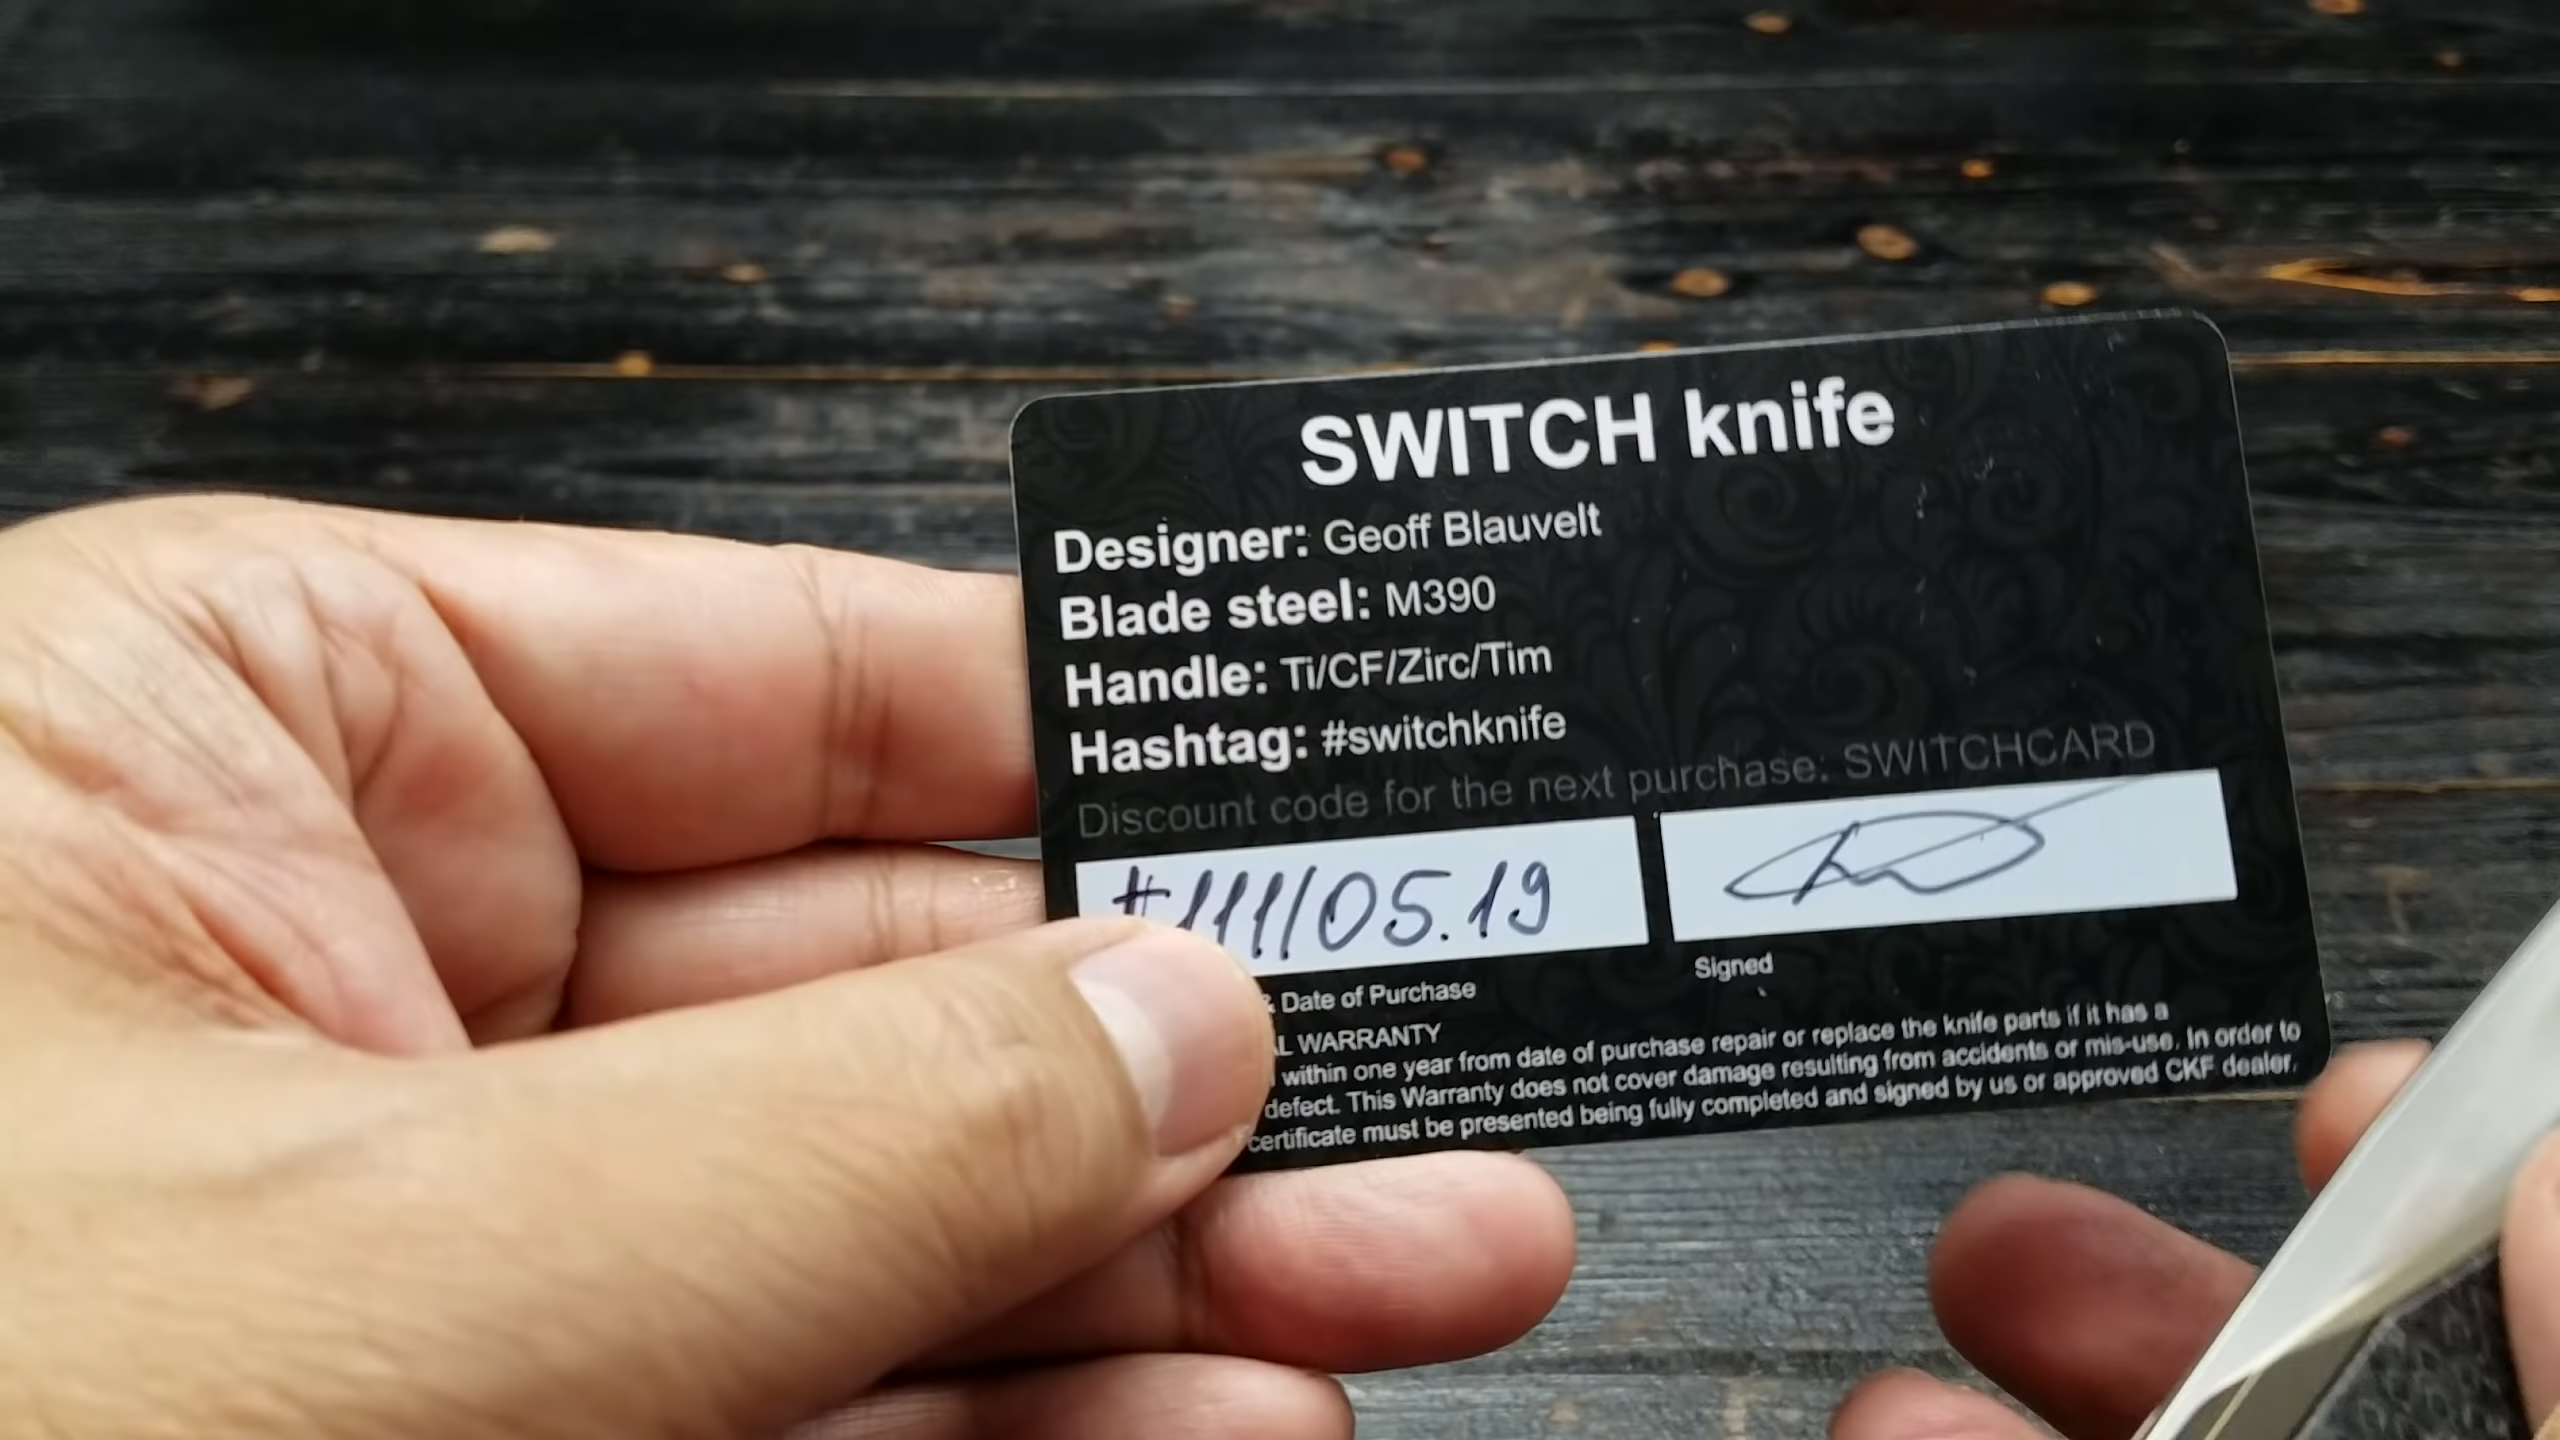 SWITCH knife
Designer: Geoff Blauvelt
Blade steel: M390
Handle: Ti/CF/Zirc/Tim
Hashtag: #switchknife
Discount code for the next purchase: SWITCHCARD
#111/05.19
& Date of Purchase
Signed
WARRANTY
within one year from date of purchase repair or replace the knife parts if it has a
defect. This Warranty does not cover damage resulting from accidents or mis-use. In order to
certificate must be presented being fully completed and signed by us or approved CKF dealer.